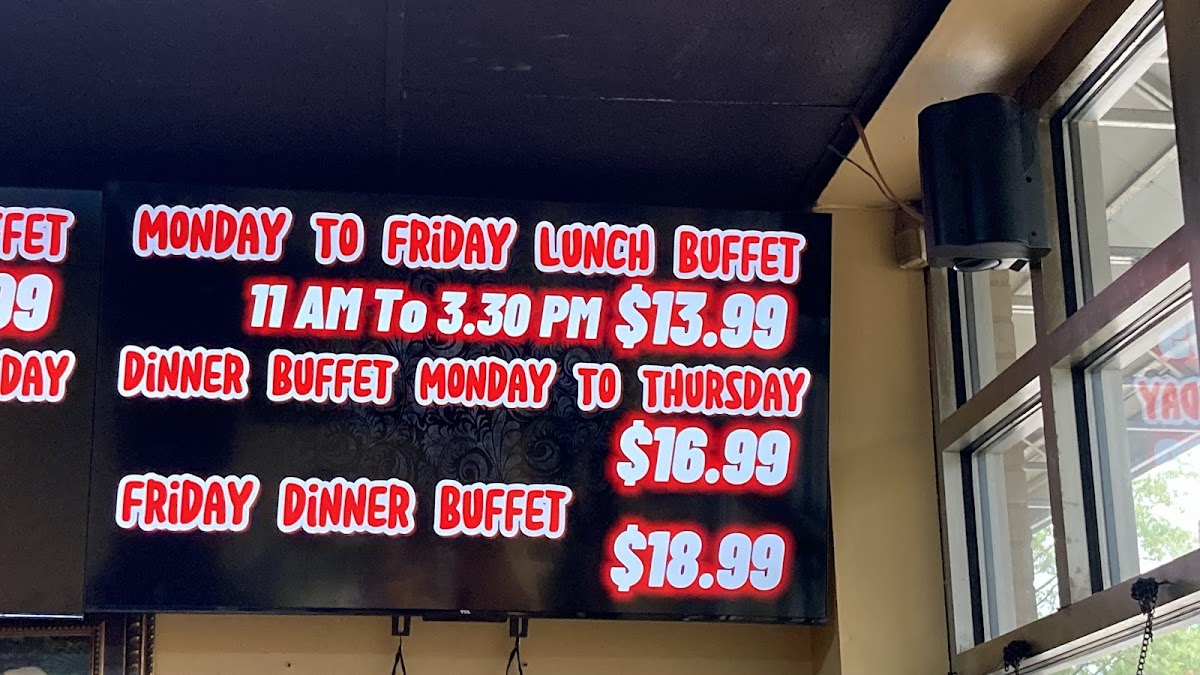 MONDAY TO FRiDAY LUNCH BUFFET
11 AM To 3.30 PM $13.99
DiNNER BUFFET MONDAY TO THURSDAY
$16.99
FRiDAY DiNNER BUFFET
$18.99
TCL